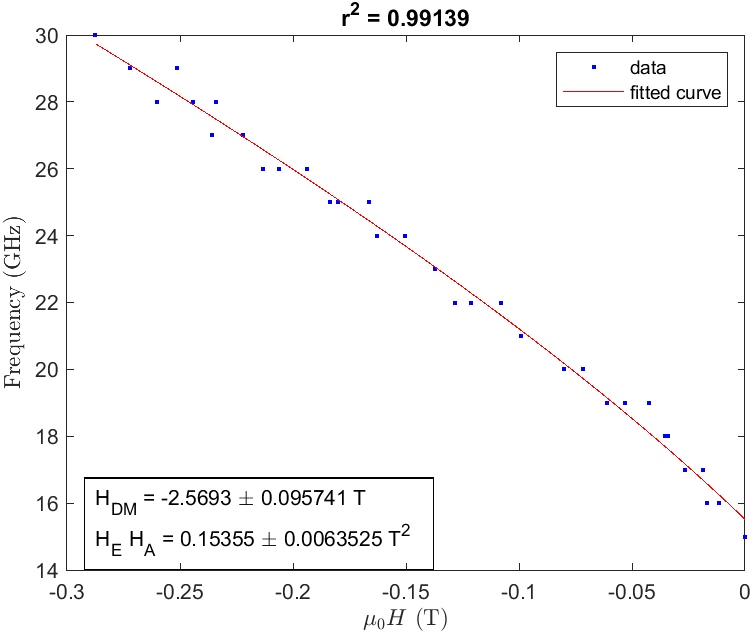 r² = 0.99139
30
28
26
24
22
20
18
16
14
Frequency (GHz)
data
fitted curve
H_DM = -2.5693 ± 0.095741 T
H_E H_A = 0.15355 ± 0.0063525 T²
-0.3
-0.25
-0.2
-0.15
-0.1
-0.05
0
μ₀H (T)